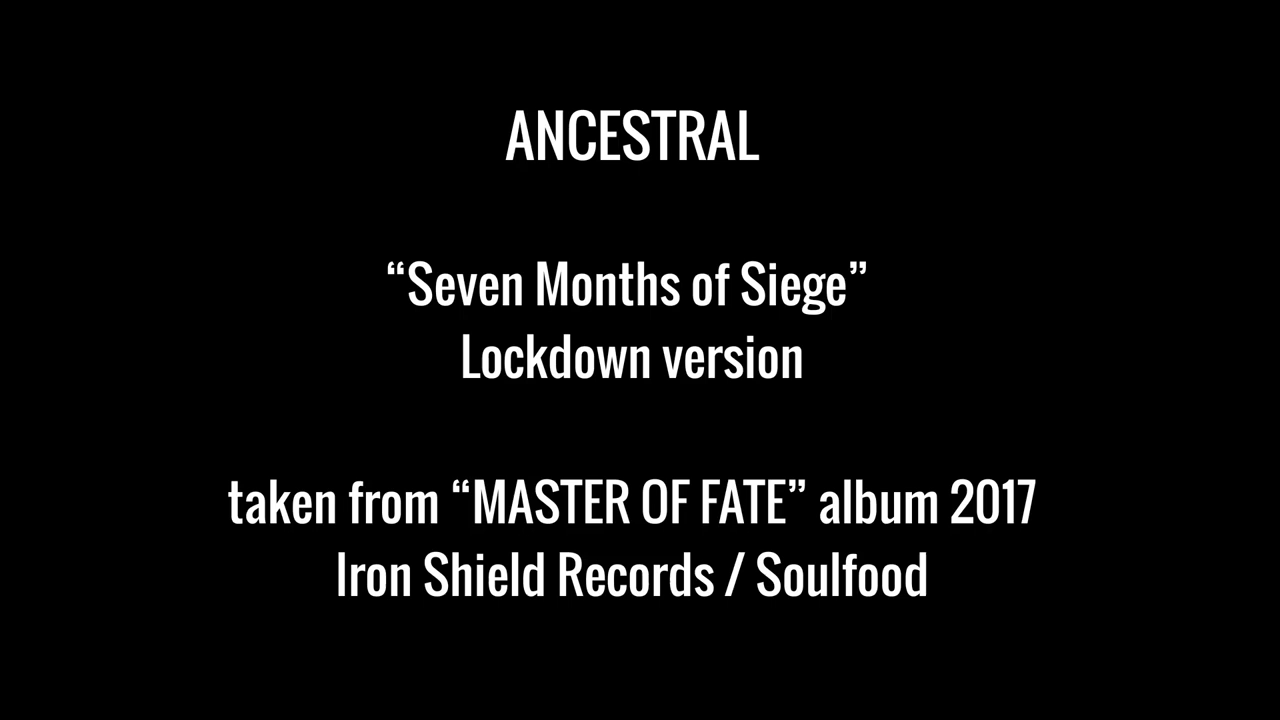 ANCESTRAL
“Seven Months of Siege”
Lockdown version
taken from “MASTER OF FATE” album 2017
Iron Shield Records / Soulfood